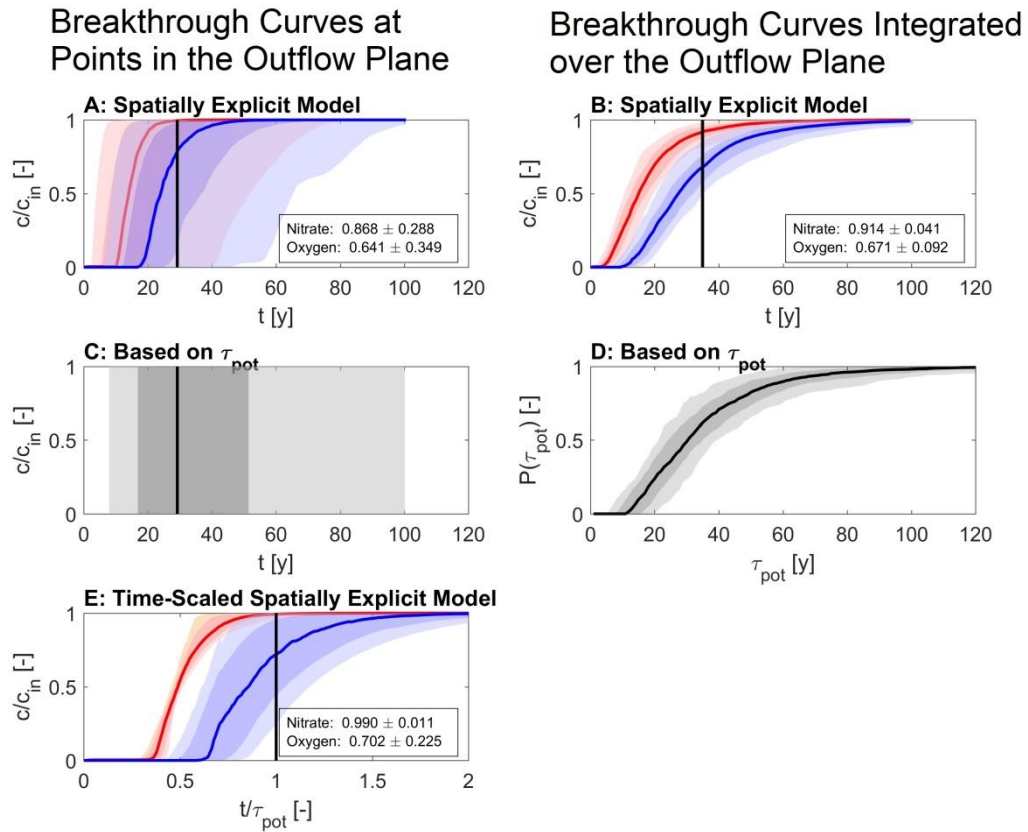 Breakthrough Curves at
Points in the Outflow Plane
Breakthrough Curves Integrated
over the Outflow Plane
A: Spatially Explicit Model
1
0.5
0
c/c_in [-]
0 20 40 60 80 100 120
t [y]
Nitrate: 0.868 ± 0.288
Oxygen: 0.641 ± 0.349
B: Spatially Explicit Model
1
0.5
0
c/c_in [-]
0 20 40 60 80 100 120
t [y]
Nitrate: 0.914 ± 0.041
Oxygen: 0.671 ± 0.092
C: Based on τ_pot
1
0.5
0
c/c_in [-]
0 20 40 60 80 100 120
t [y]
D: Based on τ_pot
1
0.5
0
P(τ_pot) [-]
0 20 40 60 80 100 120
τ_pot [y]
E: Time-Scaled Spatially Explicit Model
1
0.5
0
c/c_in [-]
0 0.5 1 1.5 2
t/τ_pot [-]
Nitrate: 0.990 ± 0.011
Oxygen: 0.702 ± 0.225